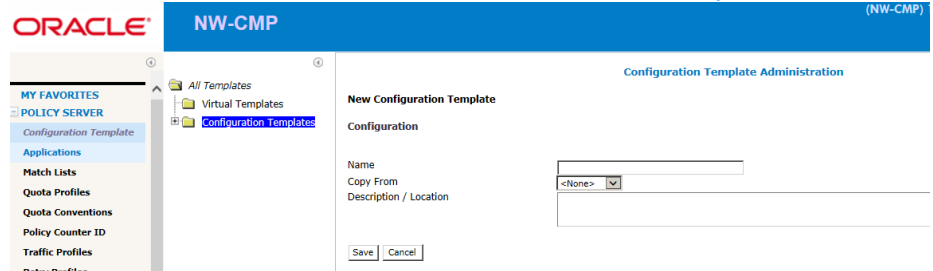 (NW-CMP)
ORACLE
NW-CMP
MY FAVORITES
POLICY SERVER
Configuration Template
Applications
Match Lists
Quota Profiles
Quota Conventions
Policy Counter ID
Traffic Profiles
Retry Profiles
All Templates
Virtual Templates
Configuration Templates
Configuration Template Administration
New Configuration Template
Configuration
Name
Copy From <None>
Description / Location
Save Cancel